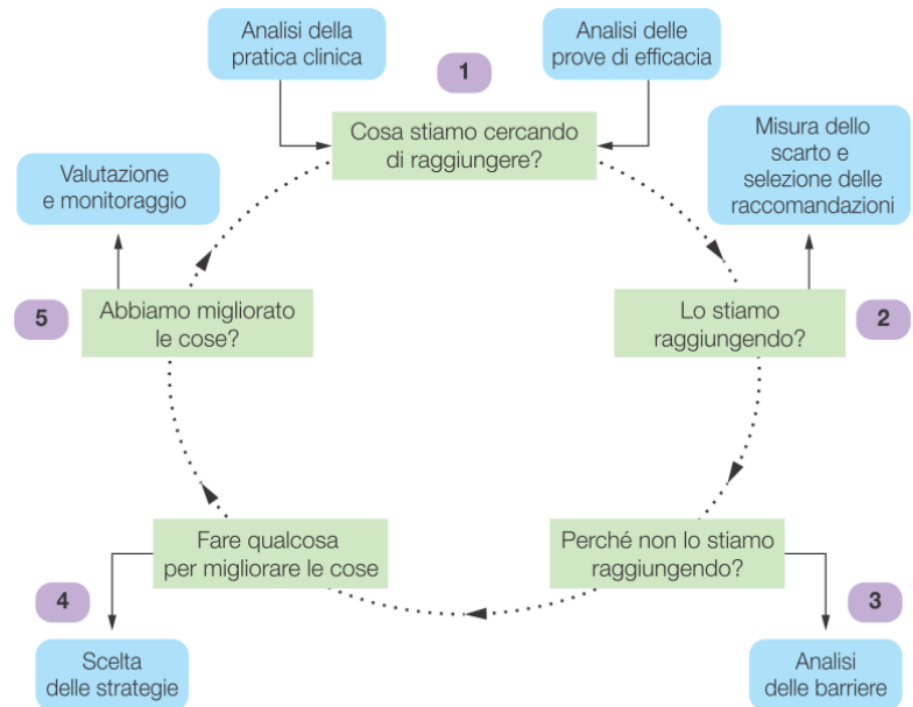 Analisi della
pratica clinica
Analisi delle
prove di efficacia
1
Cosa stiamo cercando
di raggiungere?
Misura dello
scarto e
selezione delle
raccomandazioni
Valutazione
e monitoraggio
5
Abbiamo migliorato
le cose?
Lo stiamo
raggiungendo?
2
Fare qualcosa
per migliorare le cose
Perché non lo stiamo
raggiungendo?
4
3
Scelta
delle strategie
Analisi
delle barriere